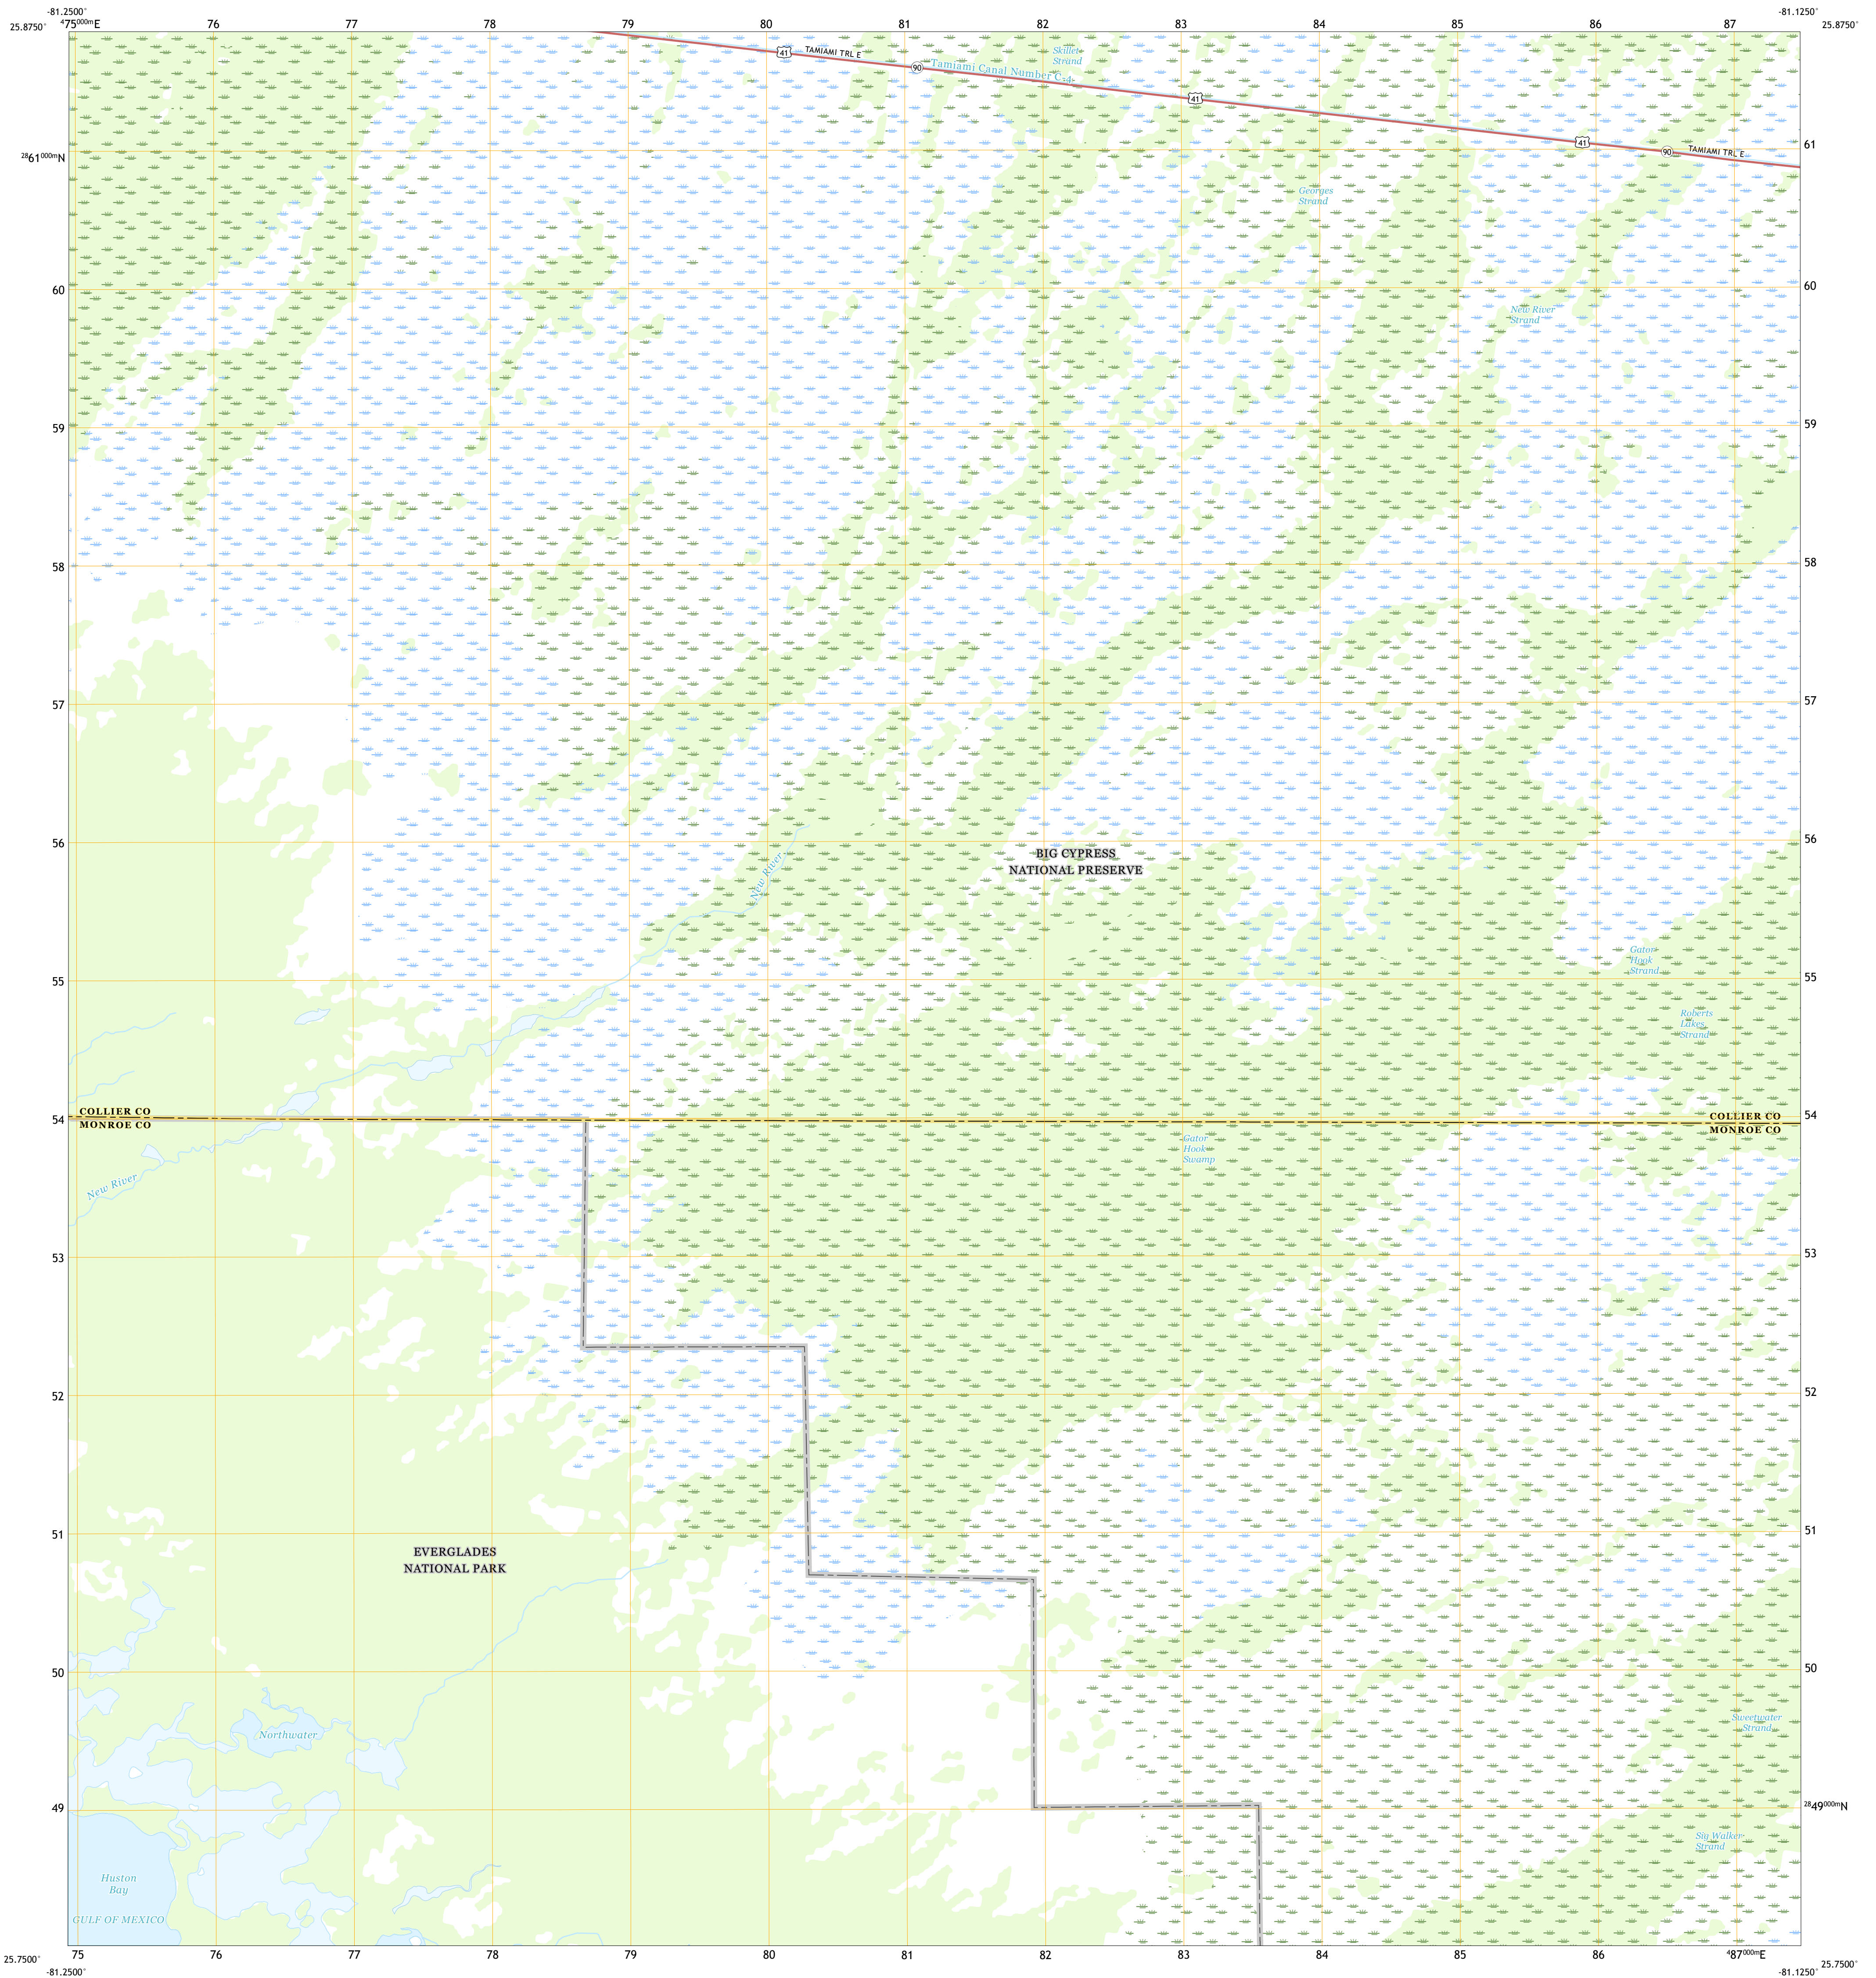 -81.2500°
-81.1250°
25.8750°
475000mE
76
77
78
79
80
81
82
83
84
85
86
87
25.8750°
41
TAMIAMI TRL E
90
Tamiami Canal Number C-4
Skillet
Strand
41
41
90
TAMIAMI TRL E
2861000mN
61
Georges
Strand
60
60
New River
Strand
59
59
58
58
57
57
56
56
BIG CYPRESS
NATIONAL PRESERVE
New River
Gator
Hook
Strand
55
55
Roberts
Lakes
Strand
COLLIER CO
MONROE CO
54
54
COLLIER CO
MONROE CO
Gator
Hook
Swamp
New River
53
53
52
52
51
51
EVERGLADES
NATIONAL PARK
50
50
Northwater
Sweetwater
Strand
49
2849000mN
Sig Walker
Strand
Huston
Bay
GULF OF MEXICO
25.7500°
75
76
77
78
79
80
81
82
83
84
85
86
487000mE
25.7500°
-81.2500°
-81.1250°